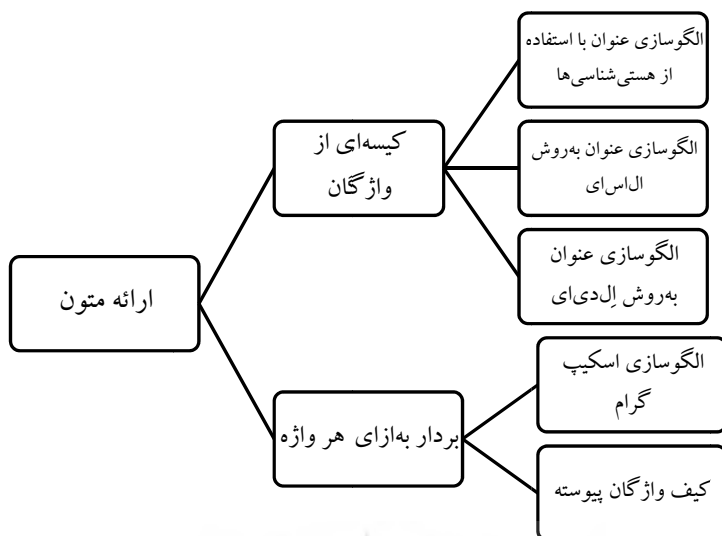 ارائه متون
کیسه‌ای از
واژگان
الگوسازی عنوان با استفاده
از هستی‌شناسی‌ها
الگوسازی عنوان به‌روش
ال‌اس‌ای
الگوسازی عنوان
به‌روش اِل‌دی‌ای
بردار به‌ازای هر واژه
الگوسازی اسکیپ
گرام
کیف واژگان پیوسته